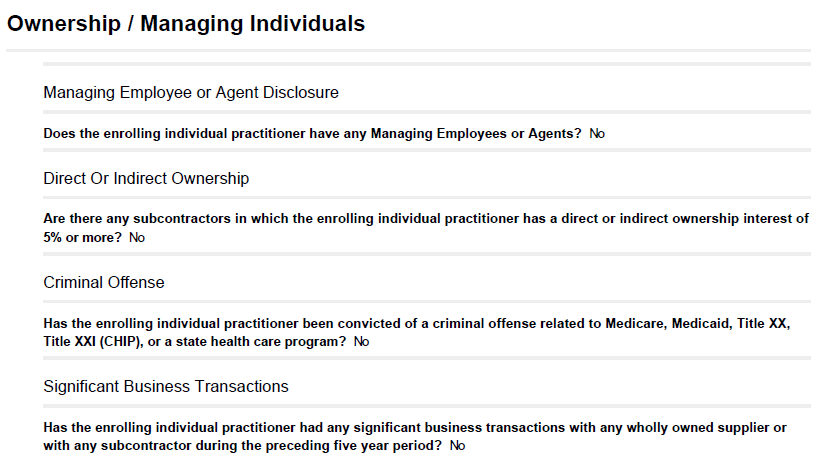 Ownership / Managing Individuals
Managing Employee or Agent Disclosure
Does the enrolling individual practitioner have any Managing Employees or Agents? No
Direct Or Indirect Ownership
Are there any subcontractors in which the enrolling individual practitioner has a direct or indirect ownership interest of
5% or more? No
Criminal Offense
Has the enrolling individual practitioner been convicted of a criminal offense related to Medicare, Medicaid, Title XX,
Title XXI (CHIP), or a state health care program? No
Significant Business Transactions
Has the enrolling individual practitioner had any significant business transactions with any wholly owned supplier or
with any subcontractor during the preceding five year period? No